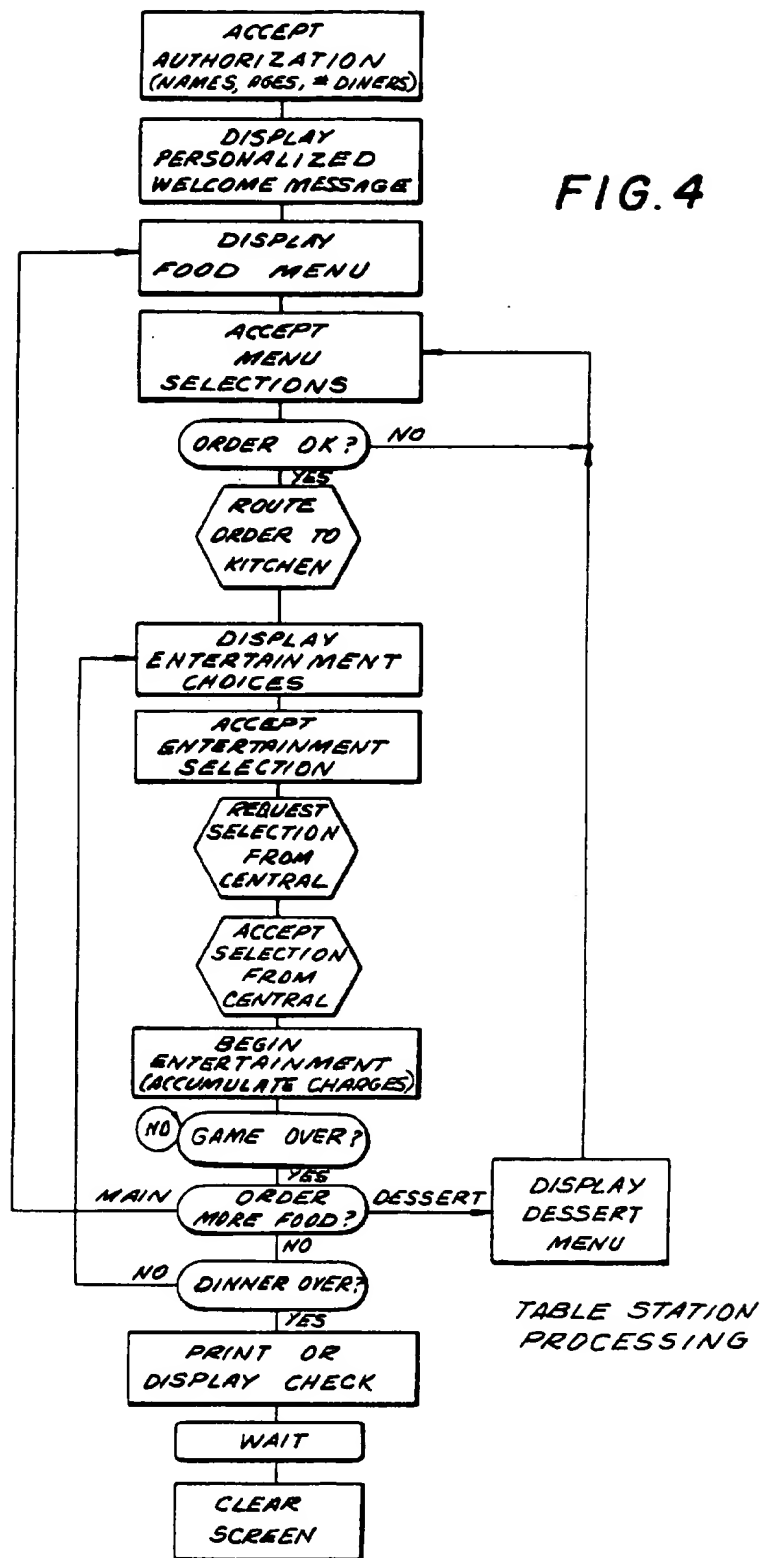 ACCEPT
AUTHORIZATION
(NAMES, AGES, # DINERS)
DISPLAY
PERSONALIZED
WELCOME MESSAGE
FIG.4
DISPLAY
FOOD MENU
ACCEPT
MENU
SELECTIONS
ORDER OK?
NO
YES
ROUTE
ORDER TO
KITCHEN
DISPLAY
ENTERTAINMENT
CHOICES
ACCEPT
ENTERTAINMENT
SELECTION
REQUEST
SELECTION
FROM
CENTRAL
ACCEPT
SELECTION
FROM
CENTRAL
BEGIN
ENTERTAINMENT
(ACCUMULATE CHARGES)
NO
GAME OVER?
YES
MAIN
ORDER
MORE FOOD?
DESSERT
DISPLAY
DESSERT
MENU
NO
NO
DINNER OVER?
YES
TABLE STATION
PROCESSING
PRINT OR
DISPLAY CHECK
WAIT
CLEAR
SCREEN